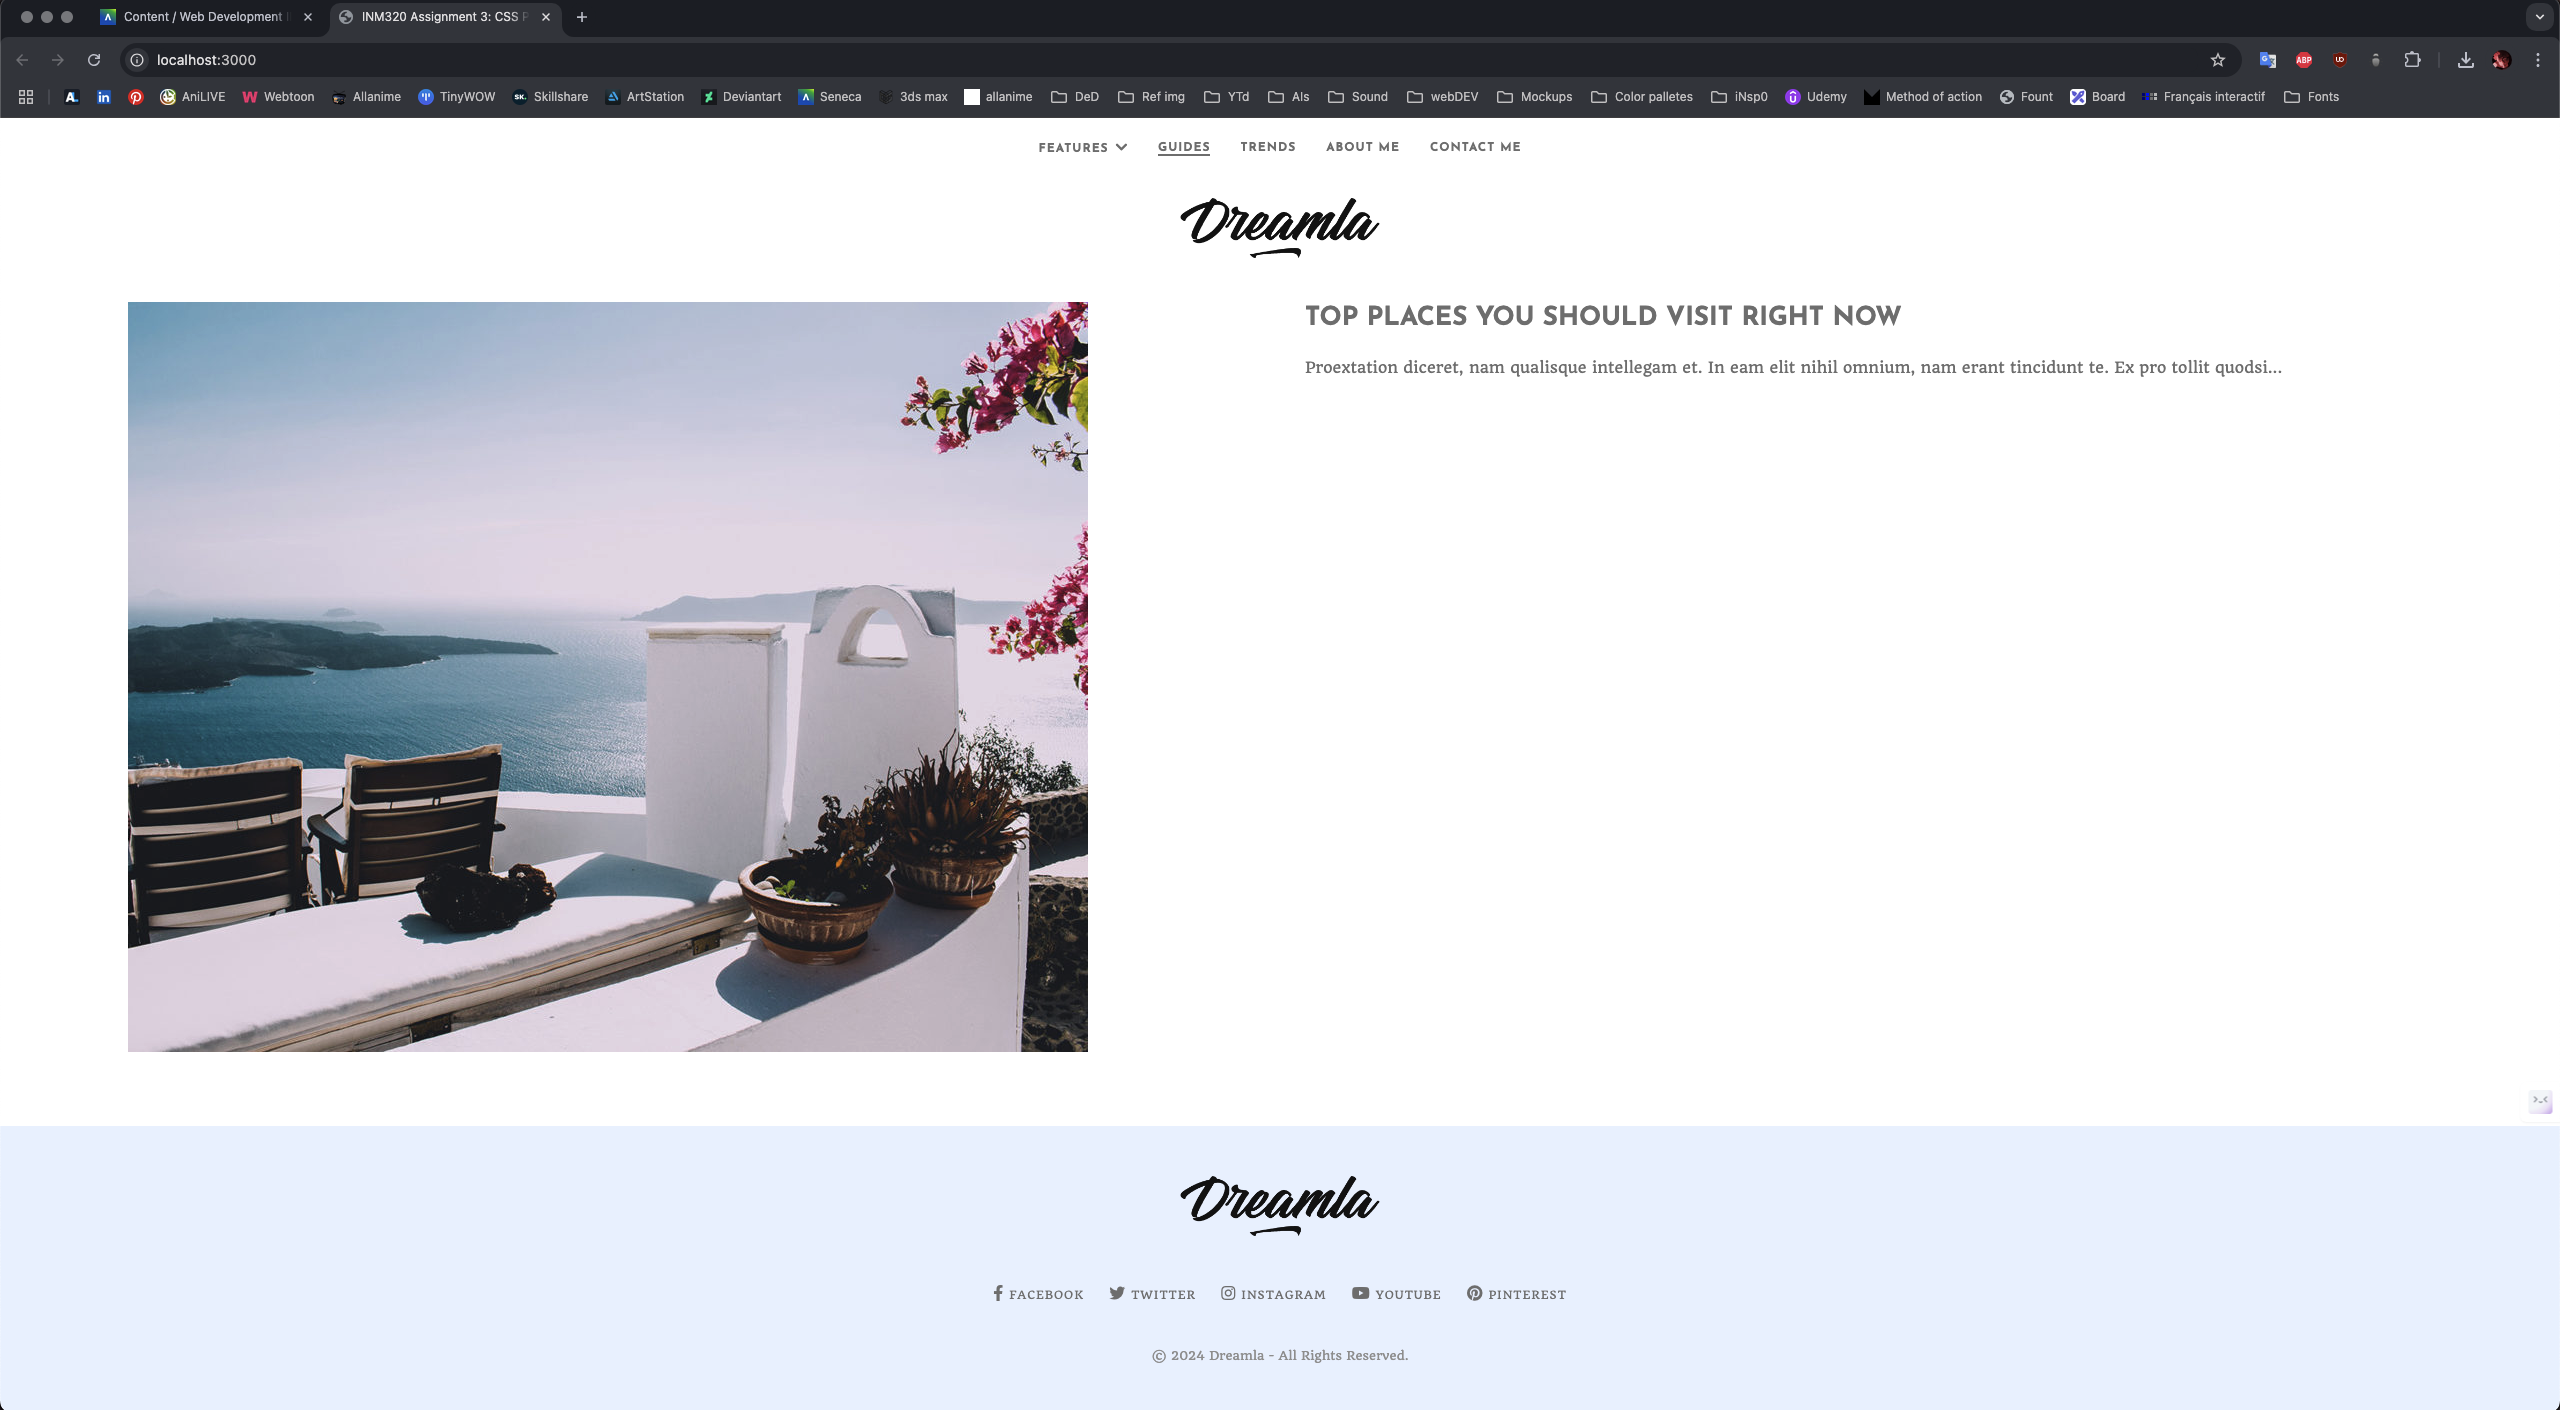 Content / Web Development
INM320 Assignment 3: CSS P
localhost:3000
AniLIVE Webtoon Allanime TinyWOW Skillshare ArtStation Deviantart Seneca 3ds max allanime DeD Ref img YTd AIs Sound webDEV Mockups Color palletes iNsp0 Udemy Method of action Fount Board Français interactif Fonts
FEATURES GUIDES TRENDS ABOUT ME CONTACT ME
Dreamla
TOP PLACES YOU SHOULD VISIT RIGHT NOW
Proextation diceret, nam qualisque intellegam et. In eam elit nihil omnium, nam erant tincidunt te. Ex pro tollit quodsi...
Dreamla
FACEBOOK TWITTER INSTAGRAM YOUTUBE PINTEREST
© 2024 Dreamla - All Rights Reserved.